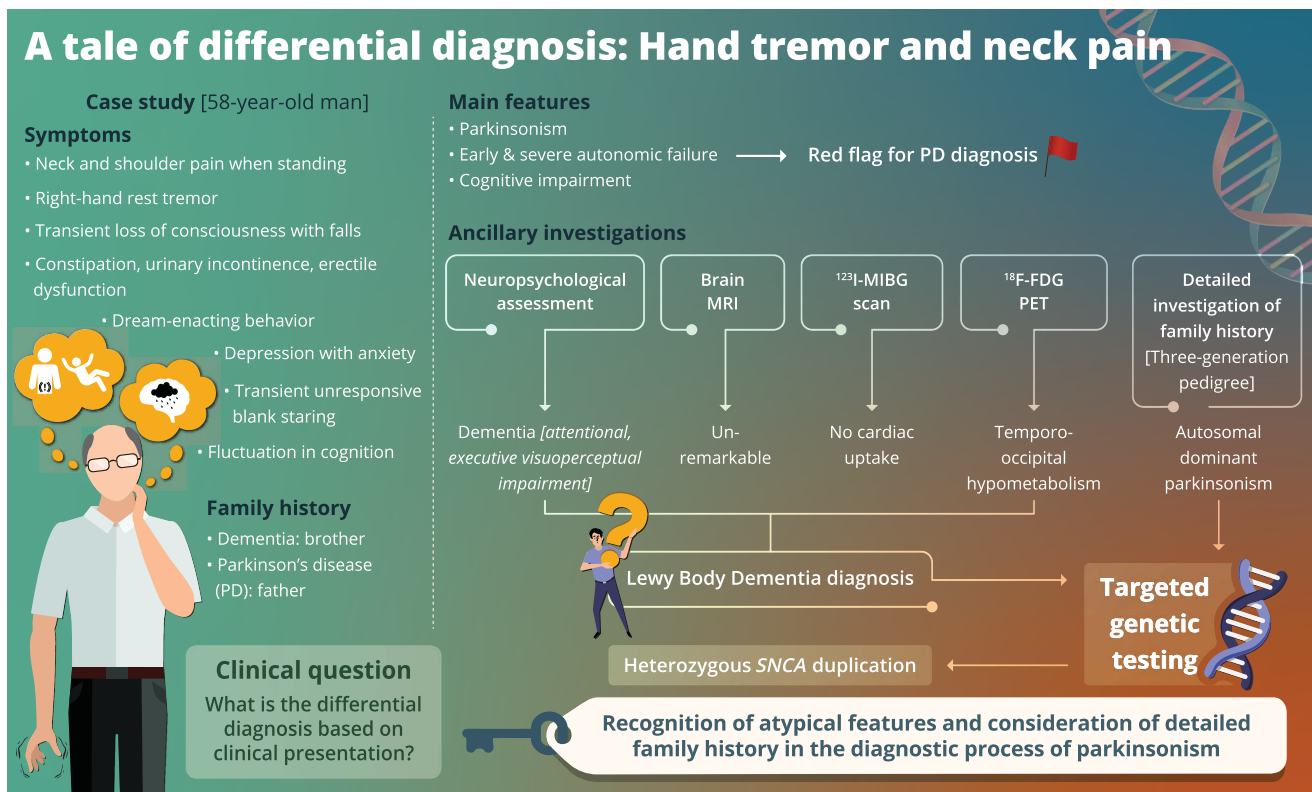 A tale of differential diagnosis: Hand tremor and neck pain
Case study [58-year-old man]
Symptoms
• Neck and shoulder pain when standing
• Right-hand rest tremor
• Transient loss of consciousness with falls
• Constipation, urinary incontinence, erectile
dysfunction
• Dream-enacting behavior
• Depression with anxiety
• Transient unresponsive
blank staring
• Fluctuation in cognition
Family history
• Dementia: brother
• Parkinson's disease
(PD): father
Clinical question
What is the differential
diagnosis based on
clinical presentation?
Main features
• Parkinsonism
• Early & severe autonomic failure
• Cognitive impairment
Red flag for PD diagnosis
Ancillary investigations
Neuropsychological
assessment
Dementia [attentional,
executive visuoperceptual
impairment]
Brain
MRI
Un-
remarkable
¹²³I-MIBG
scan
No cardiac
uptake
¹⁸F-FDG
PET
Temporo-
occipital
hypometabolism
Detailed
investigation of
family history
[Three-generation
pedigree]
Autosomal
dominant
parkinsonism
Lewy Body Dementia diagnosis
Targeted
genetic
testing
Heterozygous SNCA duplication
Recognition of atypical features and consideration of detailed
family history in the diagnostic process of parkinsonism